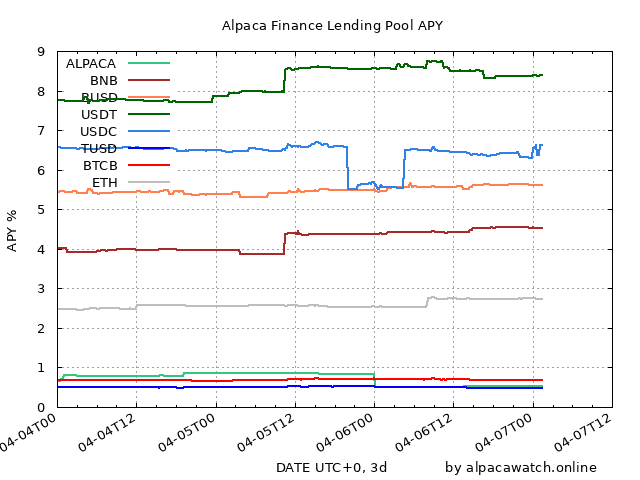 Alpaca Finance Lending Pool APY
9
8
7
6
5
4
3
2
1
0
APY %
ALPACA
BNB
BUSD
USDT
USDC
TUSD
BTCB
ETH
04-04T00
04-04T12
04-05T00
04-05T12
04-06T00
04-06T12
04-07T00
04-07T12
DATE UTC+0, 3d
by alpacawatch.online